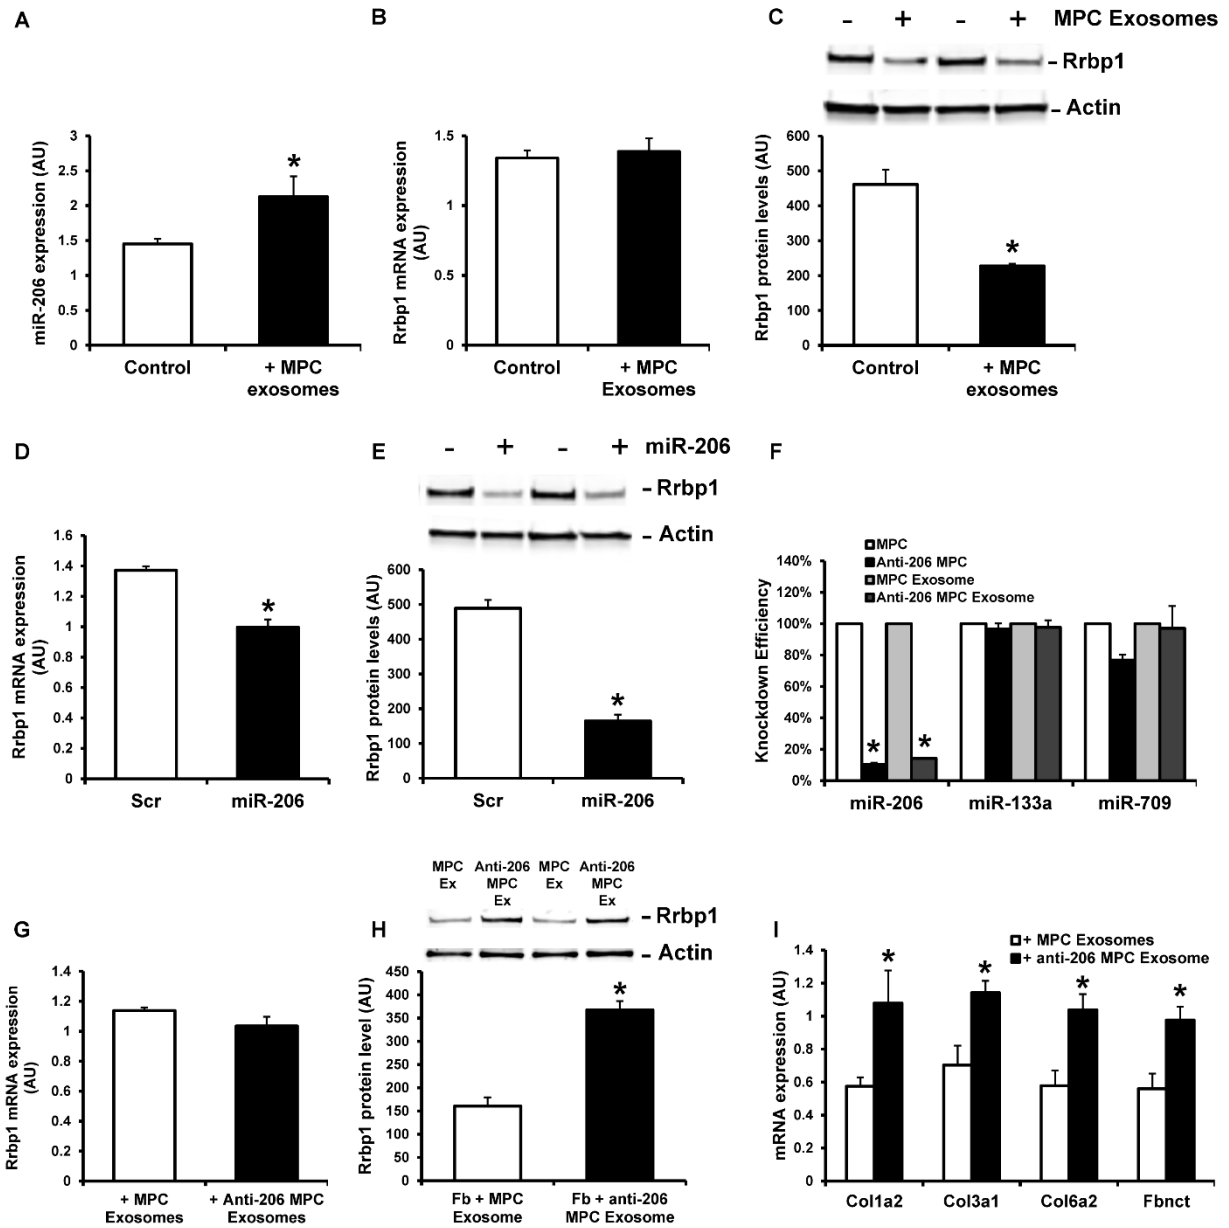 A
miR-206 expression (AU)
3
2.5
2
1.5
1
0.5
0
*
Control
+ MPC
exosomes
B
Rrbp1 mRNA expression
(AU)
1.5
1
0.5
0
Control
+ MPC
Exosomes
C
- + - + MPC Exosomes
- Rrbp1
- Actin
Rrbp1 protein levels (AU)
600
500
400
300
200
100
0
*
Control
+ MPC
exosomes
D
Rrbp1 mRNA expression
(AU)
1.6
1.4
1.2
1
0.8
0.6
0.4
0.2
0
*
Scr
miR-206
E
- + - + miR-206
- Rrbp1
- Actin
Rrbp1 protein levels (AU)
600
500
400
300
200
100
0
*
Scr
miR-206
F
MPC
Anti-206 MPC
MPC Exosome
Anti-206 MPC Exosome
Knockdown Efficiency
140%
120%
100%
80%
60%
40%
20%
0%
* *
miR-206
miR-133a
miR-709
G
Rrbp1 mRNA expression
(AU)
1.4
1.2
1
0.8
0.6
0.4
0.2
0
+ MPC
Exosomes
+ Anti-206 MPC
Exosomes
H
MPC
Ex
Anti-206
MPC
Ex
MPC
Ex
Anti-206
MPC
Ex
- Rrbp1
- Actin
Rrbp1 protein level (AU)
450
400
350
300
250
200
150
100
50
0
*
Fb + MPC
Exosome
Fb + anti-206
MPC Exosome
I
+ MPC Exosomes
+ anti-206 MPC Exosome
mRNA expression (AU)
1.4
1.2
1
0.8
0.6
0.4
0.2
0
* * * *
Col1a2
Col3a1
Col6a2
Fbnct